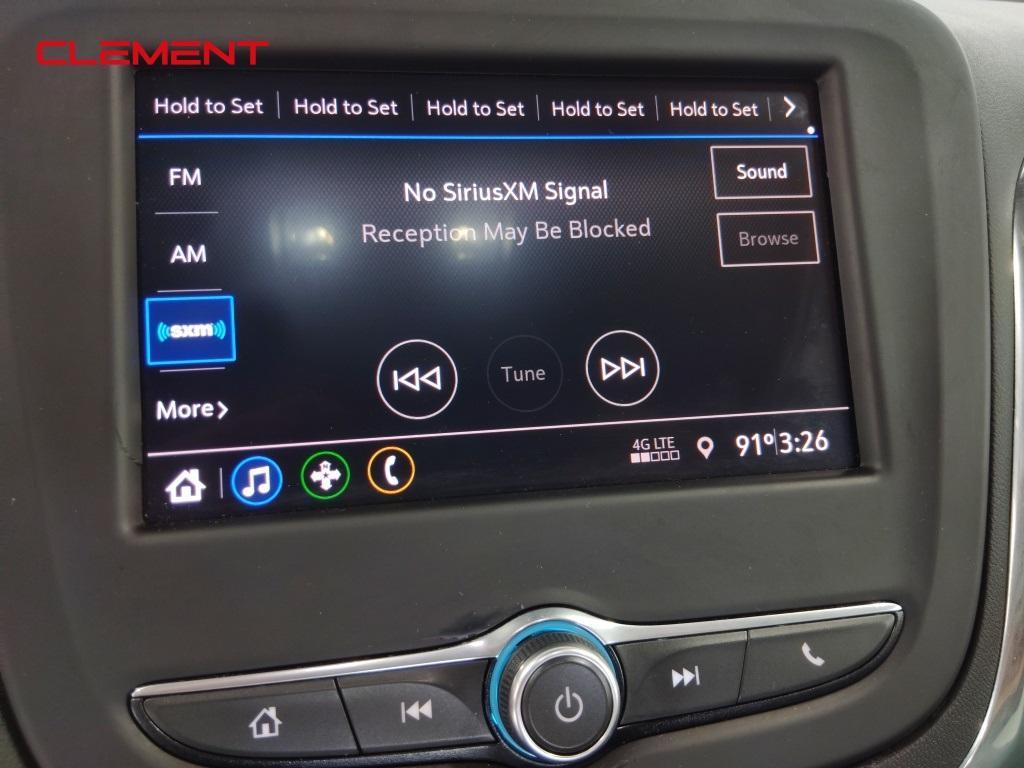 CLEMENT
Hold to Set Hold to Set Hold to Set Hold to Set Hold to Set
FM
No SiriusXM Signal
Sound
Reception May Be Blocked
Browse
AM
sxm
Tune
More
4G LTE
91° 3:26